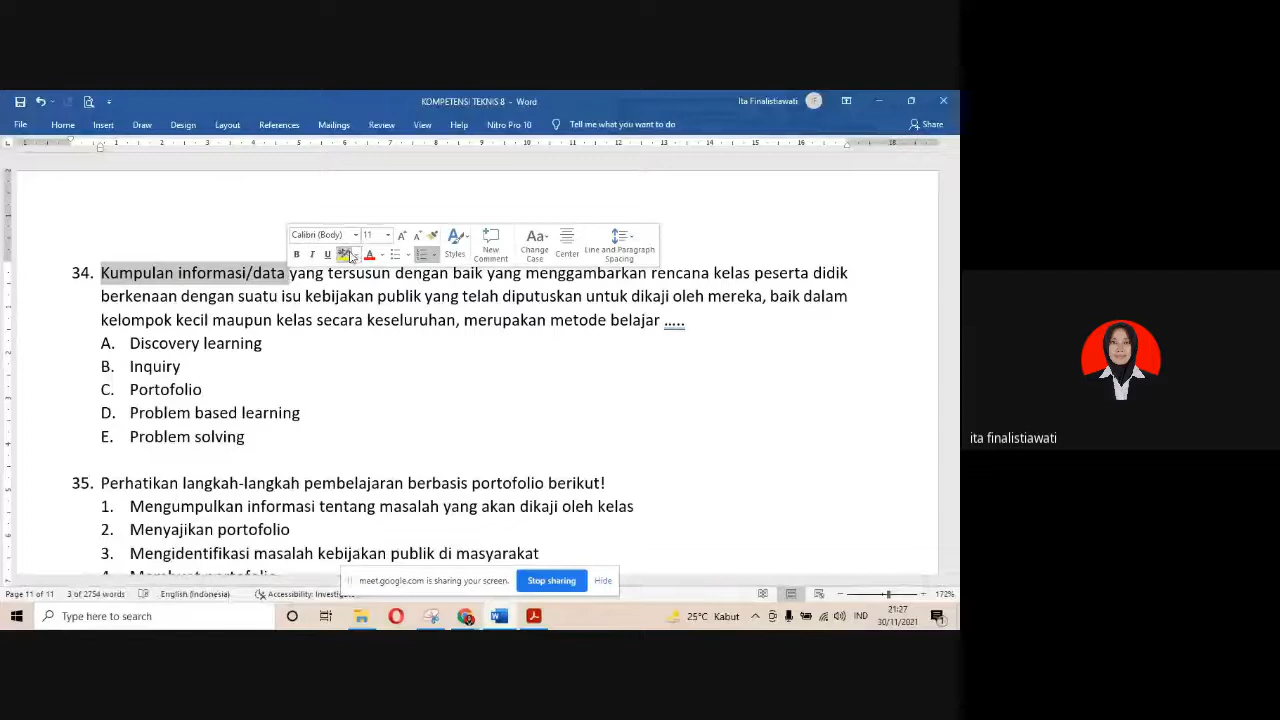 KOMPETENSI TEKNIS 8 - Word
Ita Finalistiawati
File Home Insert Draw Design Layout References Mailings Review View Help Nitro Pro 10 Tell me what you want to do Share
Calibri (Body) 11
Styles
New Comment
Change Case
Center
Line and Paragraph Spacing
34. Kumpulan informasi/data yang tersusun dengan baik yang menggambarkan rencana kelas peserta didik
berkenaan dengan suatu isu kebijakan publik yang telah diputuskan untuk dikaji oleh mereka, baik dalam
kelompok kecil maupun kelas secara keseluruhan, merupakan metode belajar .....
A. Discovery learning
B. Inquiry
C. Portofolio
D. Problem based learning
E. Problem solving
35. Perhatikan langkah-langkah pembelajaran berbasis portofolio berikut!
1. Mengumpulkan informasi tentang masalah yang akan dikaji oleh kelas
2. Menyajikan portofolio
3. Mengidentifikasi masalah kebijakan publik di masyarakat
meet.google.com is sharing your screen. Stop sharing Hide
Page 11 of 11 3 of 2754 words English (Indonesia) Accessibility: 172%
Type here to search
25°C Kabut IND
21:27
30/11/2021
ita finalistiawati